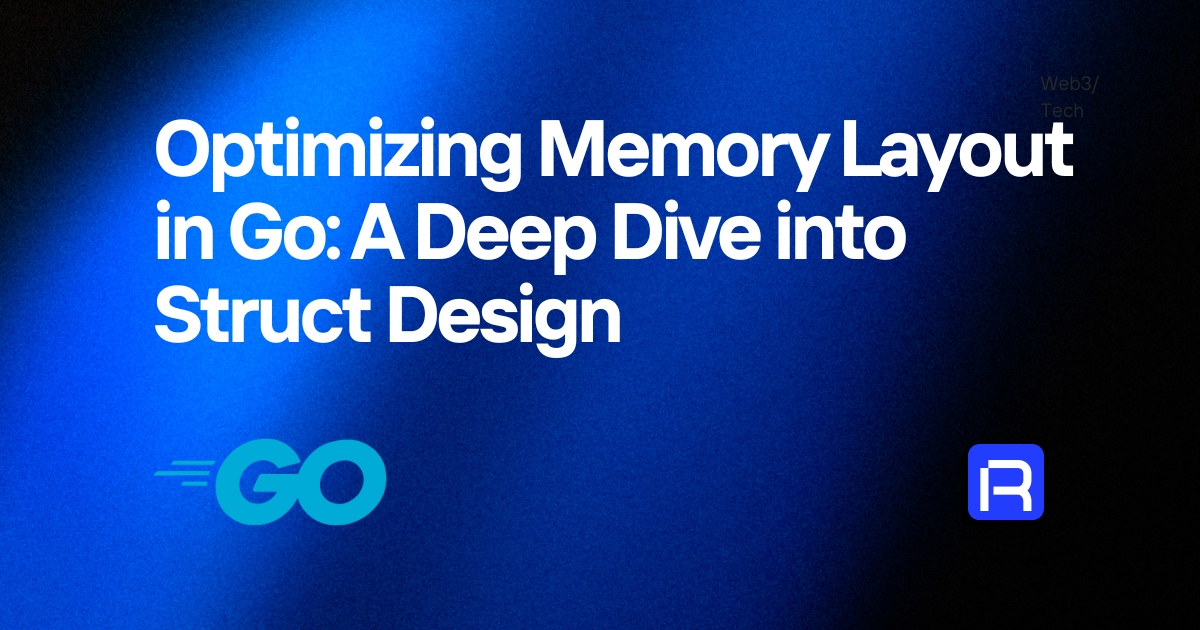 Web3/
Tech
Optimizing Memory Layout
in Go: A Deep Dive into
Struct Design
GO
R